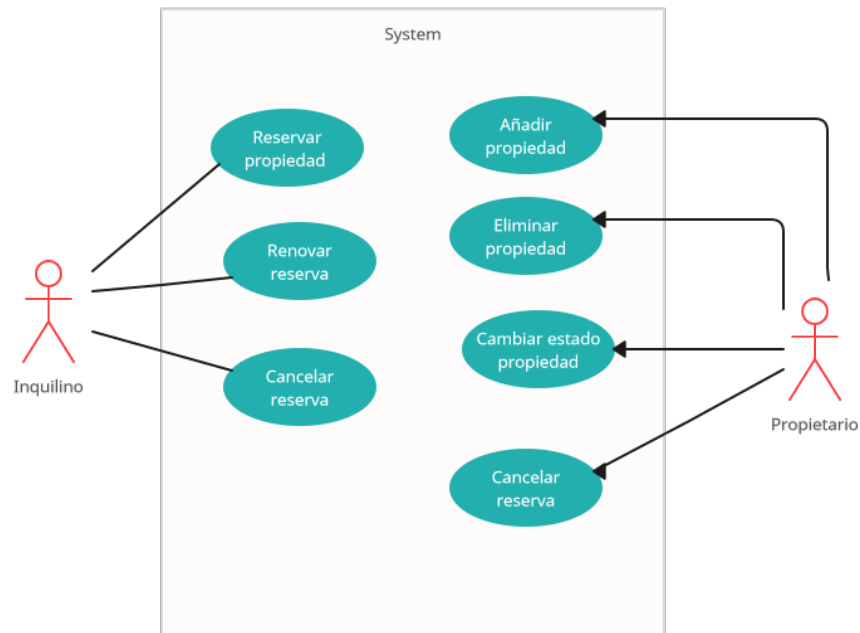 System
Reservar
propiedad
Renovar
reserva
Cancelar
reserva
Añadir
propiedad
Eliminar
propiedad
Cambiar estado
propiedad
Cancelar
reserva
Inquilino
Propietario